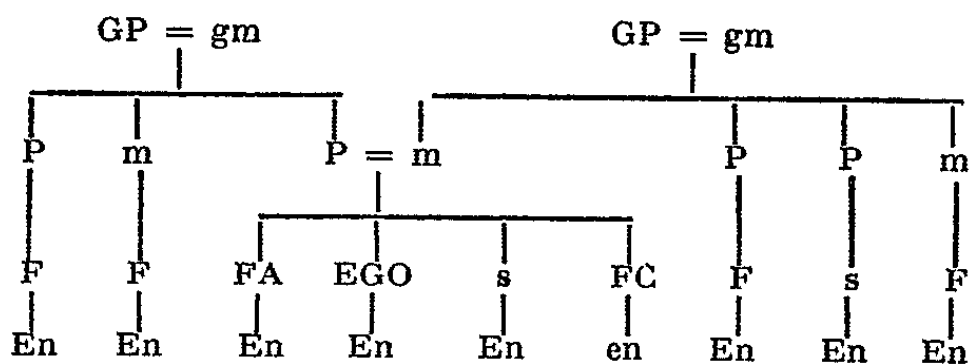 GP = gm GP = gm
P m P = m P P m
F F FA EGO s FC F s F
En En En En En en En En En